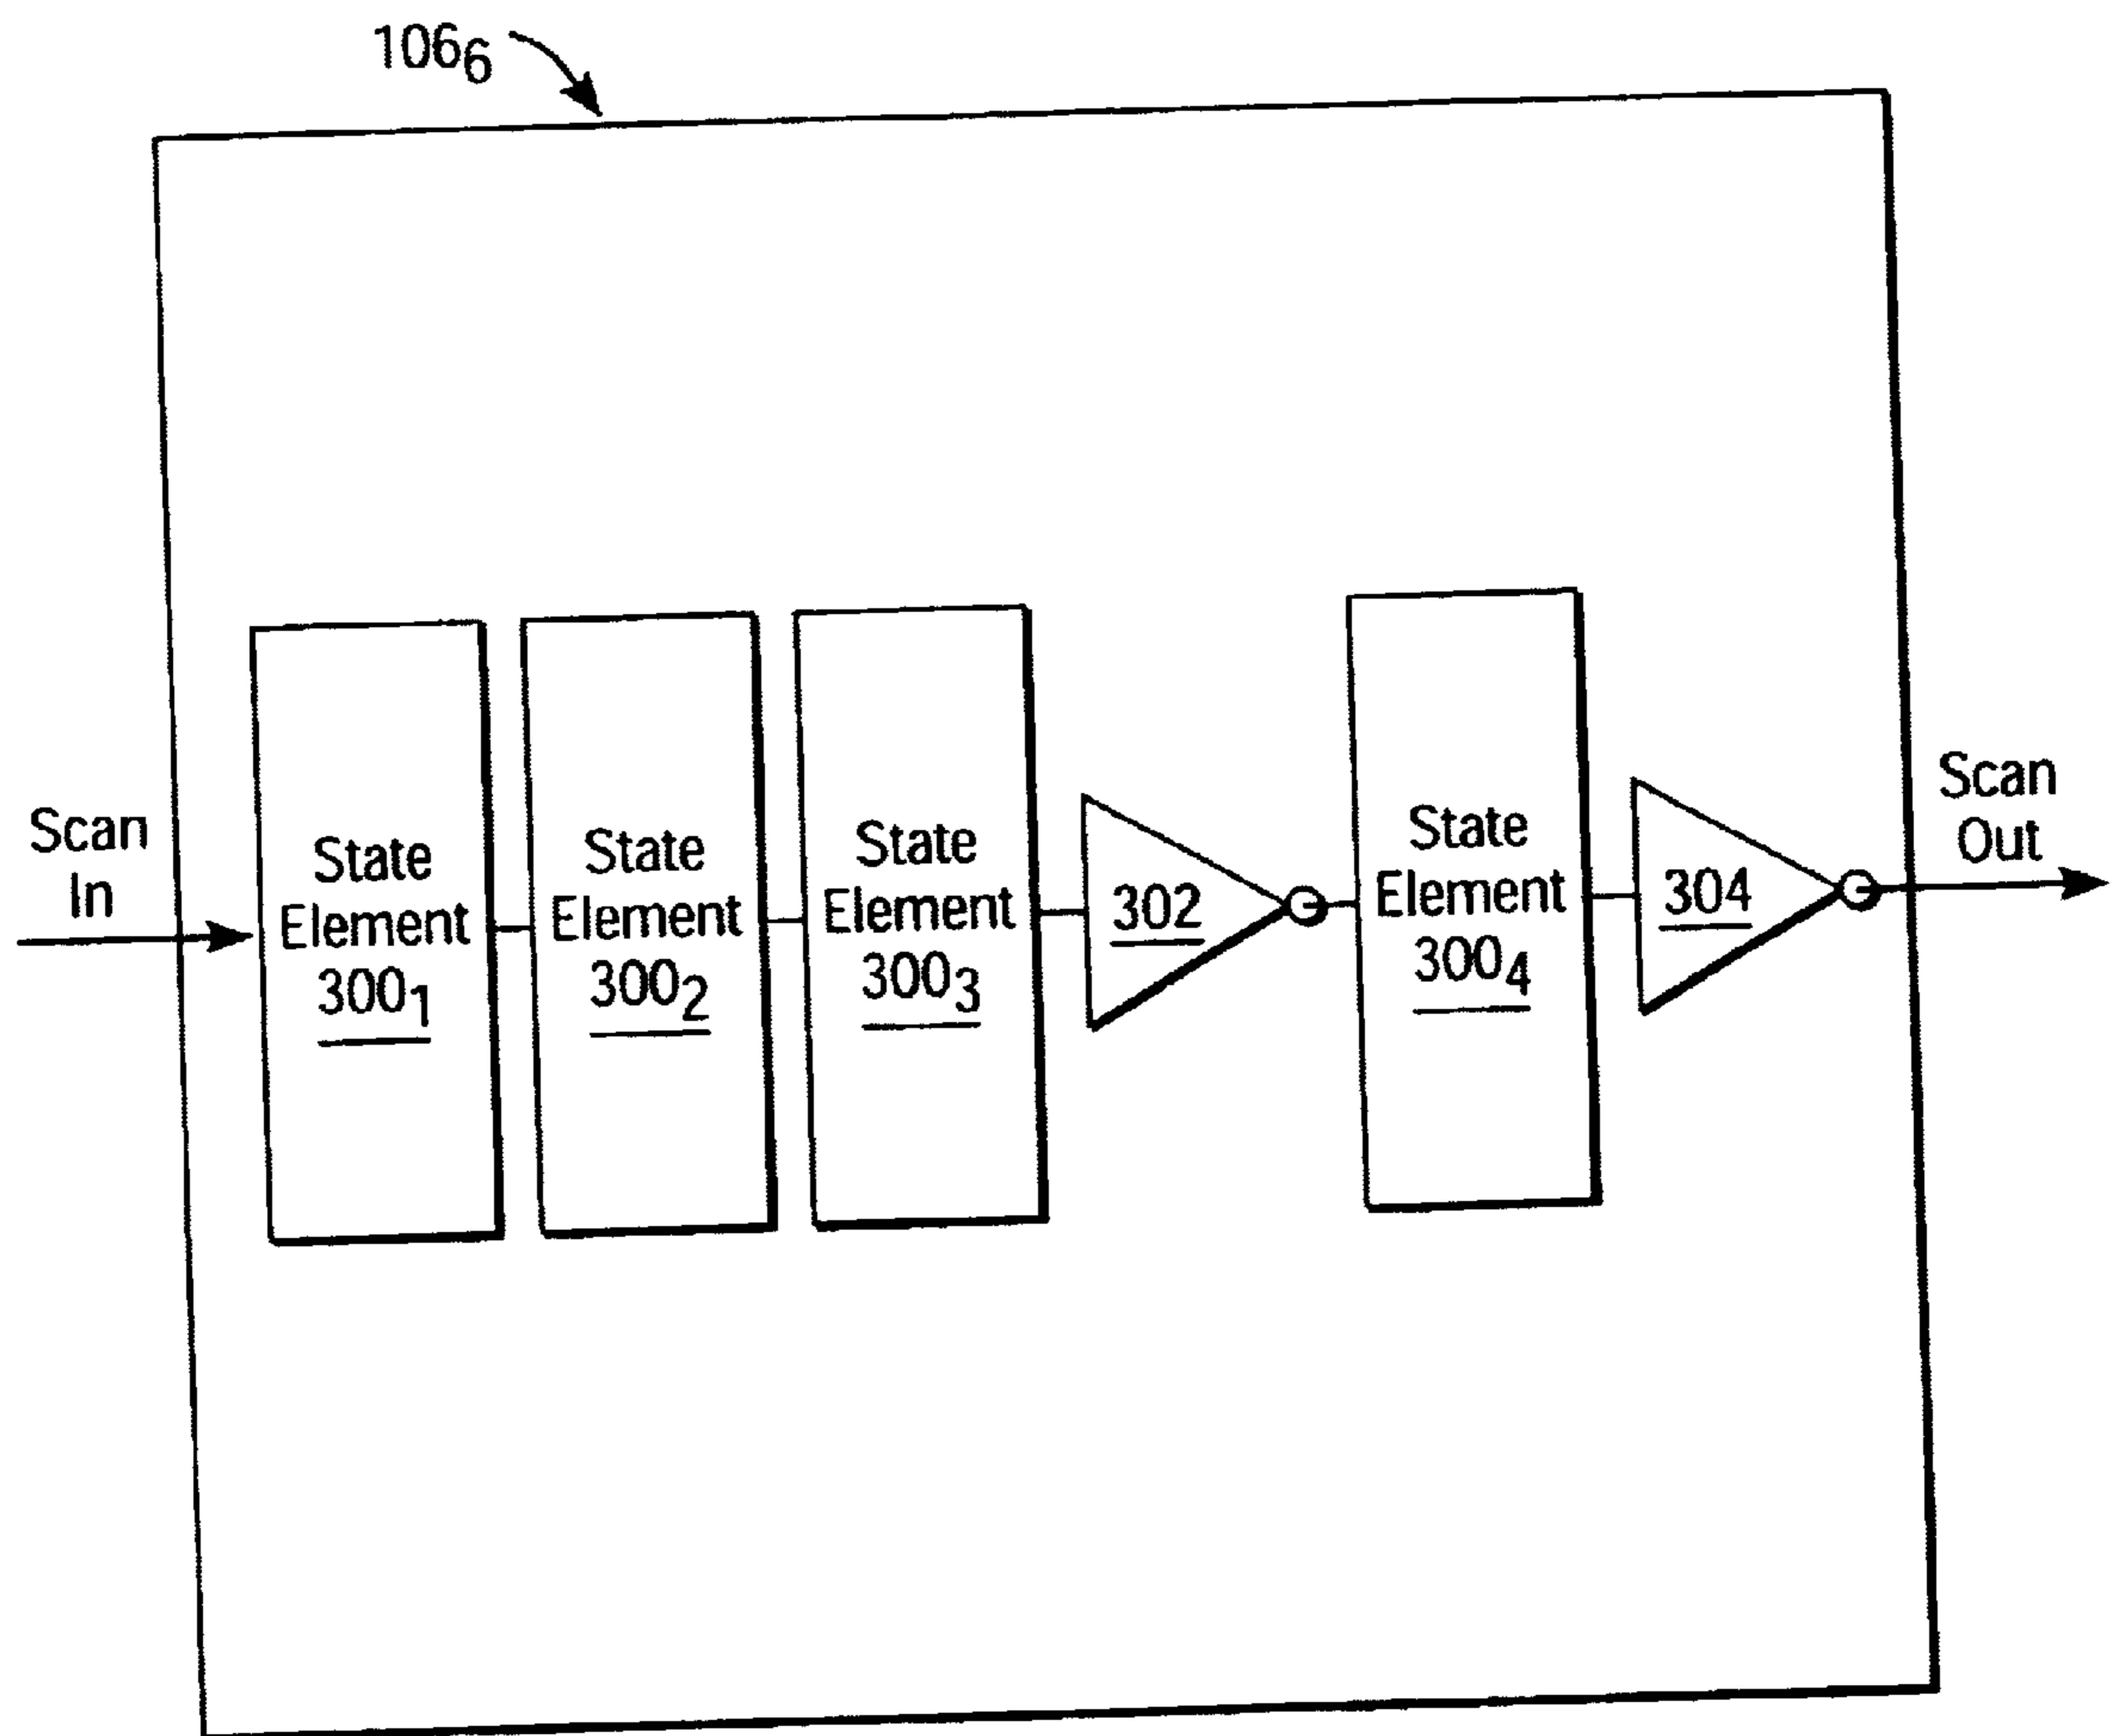 106₆
Scan
In
State
Element
300₁
State
Element
300₂
State
Element
300₃
302
State
Element
300₄
304
Scan
Out